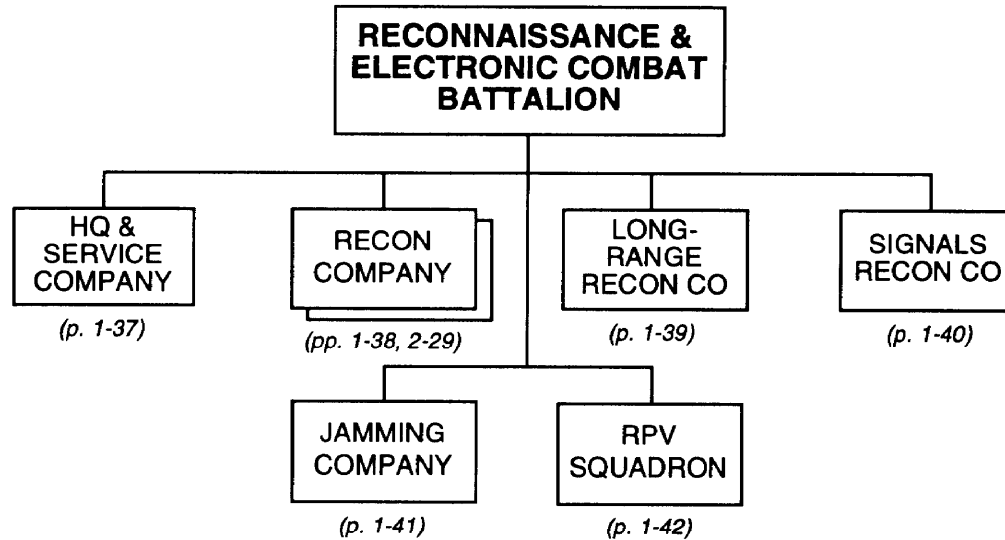 RECONNAISSANCE &
ELECTRONIC COMBAT
BATTALION
HQ &
SERVICE
COMPANY
(p. 1-37)
RECON
COMPANY
(pp. 1-38, 2-29)
LONG-
RANGE
RECON CO
(p. 1-39)
SIGNALS
RECON CO
(p. 1-40)
JAMMING
COMPANY
(p. 1-41)
RPV
SQUADRON
(p. 1-42)